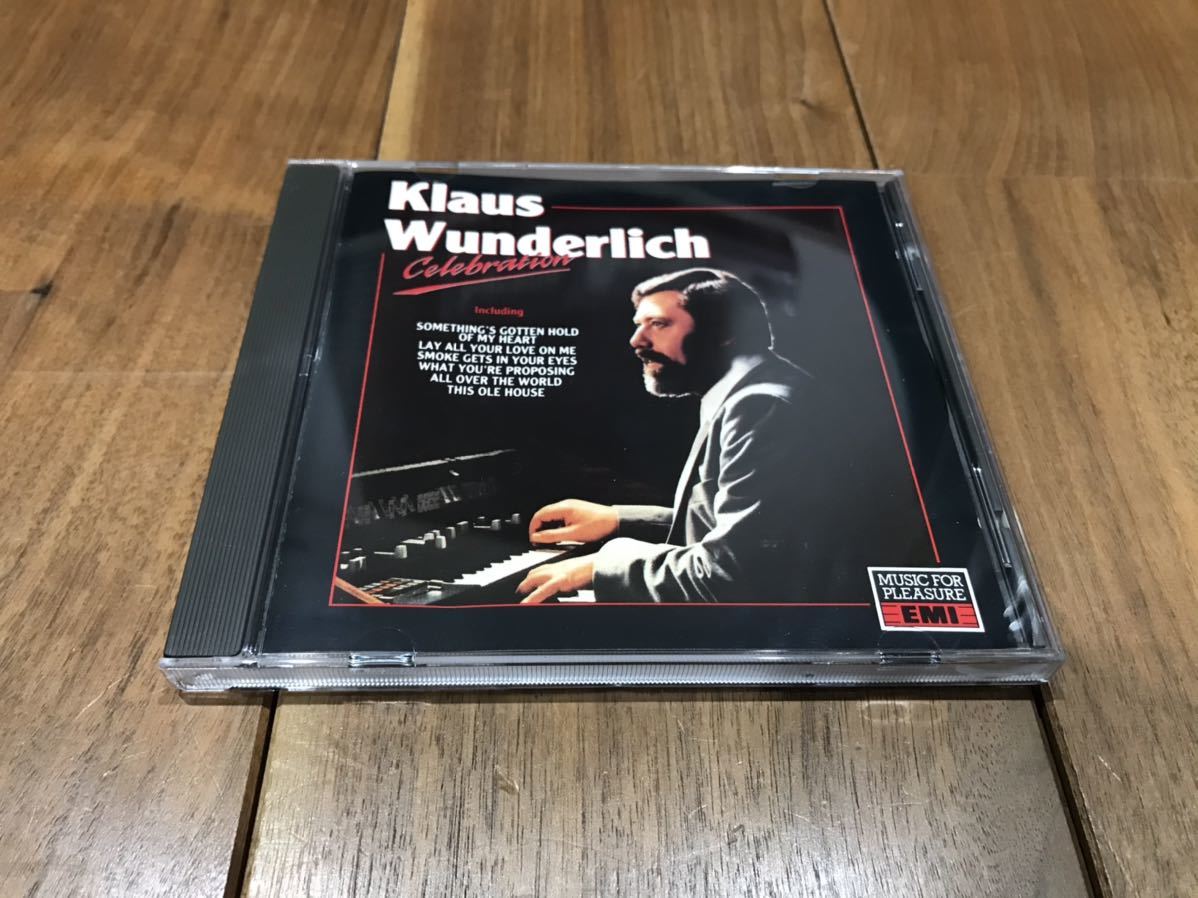 Klaus
Wunderlich
Celebration
Including
SOMETHING'S GOTTEN HOLD
OF MY HEART
LAY ALL YOUR LOVE ON ME
SMOKE GETS IN YOUR EYES
WHAT YOU'RE PROPOSING
ALL OVER THE WORLD
THIS OLE HOUSE
MUSIC FOR
PLEASURE
EMI